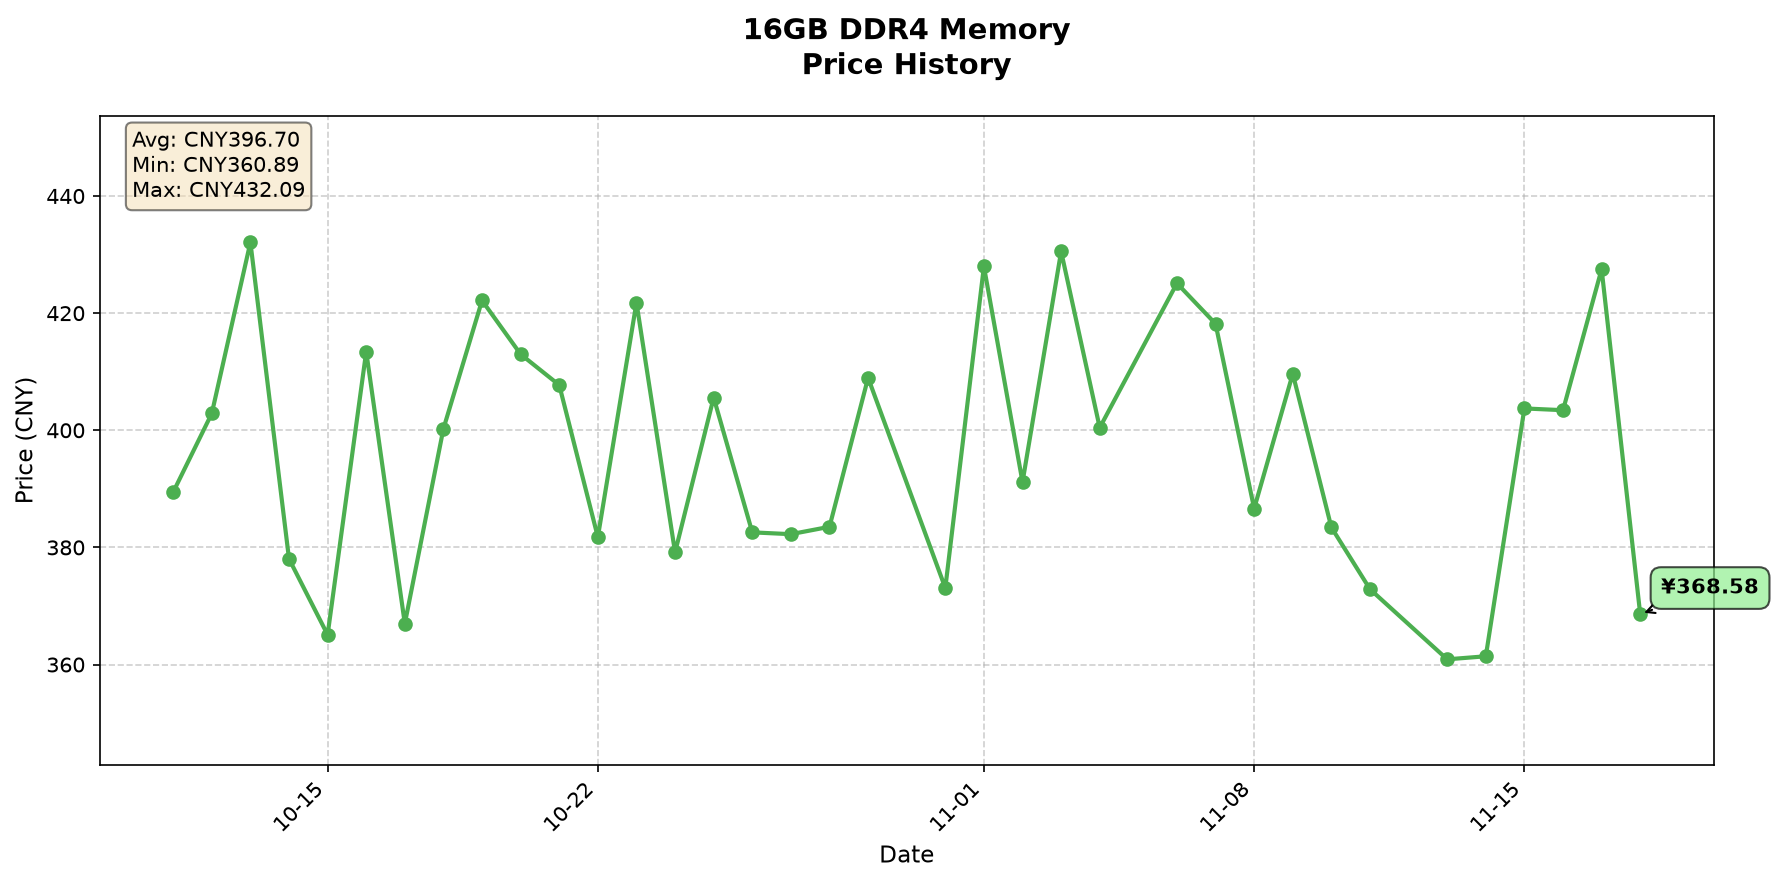 16GB DDR4 Memory
Price History
Avg: CNY396.70
Min: CNY360.89
Max: CNY432.09
440
420
400
380
360
Price (CNY)
¥368.58
10-15
10-22
11-01
11-08
11-15
Date